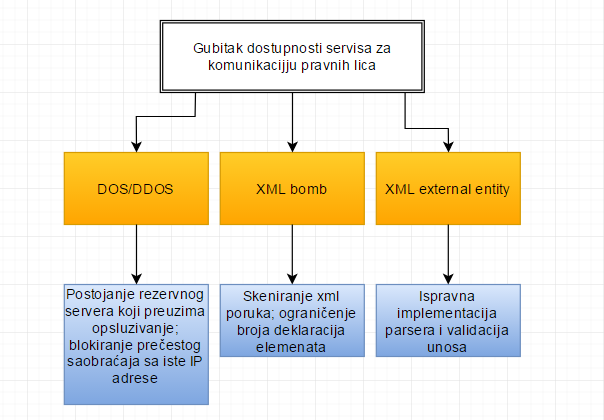 Gubitak dostupnosti servisa za
komunikacijju pravnih lica
DOS/DDOS
XML bomb
XML external entity
Postojanje rezervnog
servera koji preuzima
opsluzivanje;
blokiranje prečestog
saobraćaja sa iste IP
adrese
Skeniranje xml
poruka; ograničenje
broja deklaracija
elemenata
Ispravna
implementacija
parsera i validacija
unosa